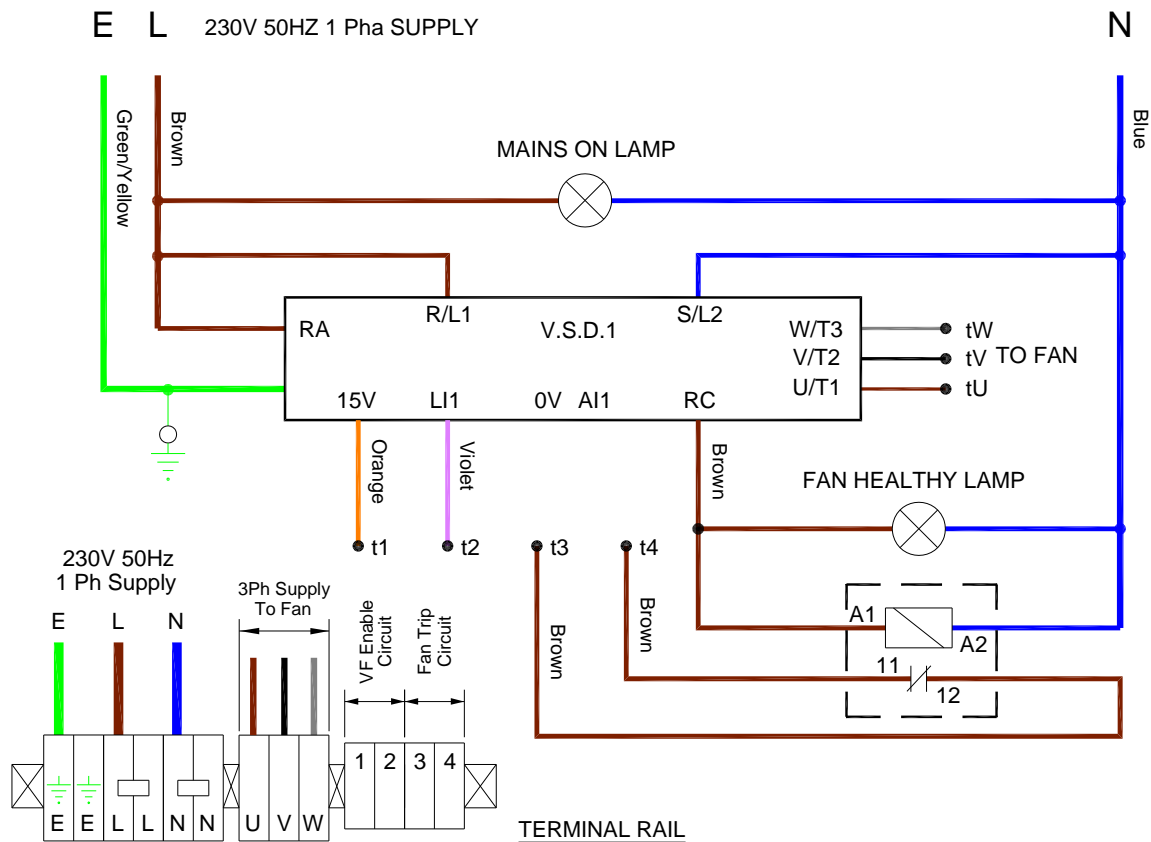 E L 230V 50HZ 1 Pha SUPPLY N
Green/Yellow
Brown
Blue
MAINS ON LAMP
R/L1 S/L2
RA V.S.D.1 W/T3 tW
V/T2 tV TO FAN
U/T1 tU
15V LI1 0V AI1 RC
Orange
Violet
Brown
FAN HEALTHY LAMP
t1 t2 t3 t4
Brown
Brown
A1
A2
11
12
230V 50Hz
1 Ph Supply
E L N
3Ph Supply
To Fan
VF Enable
Circuit
Fan Trip
Circuit
1 2 3 4
E E L L N N U V W
TERMINAL RAIL